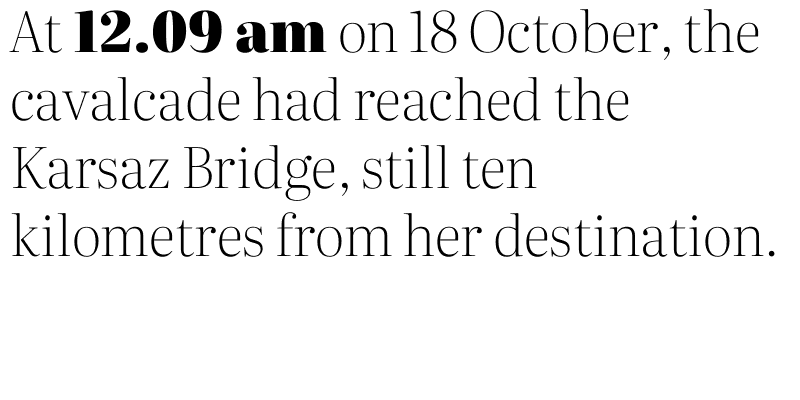 At 12.09 am on 18 October, the
cavalcade had reached the
Karsaz Bridge, still ten
kilometres from her destination.